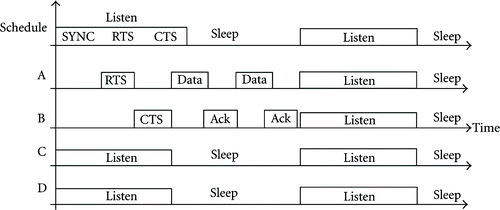 Listen
Schedule SYNC RTS CTS Sleep Listen Sleep
A RTS Data Data Listen Sleep
B CTS Ack Ack Listen Sleep
Time
C Listen Sleep Listen Sleep
D Listen Sleep Listen Sleep